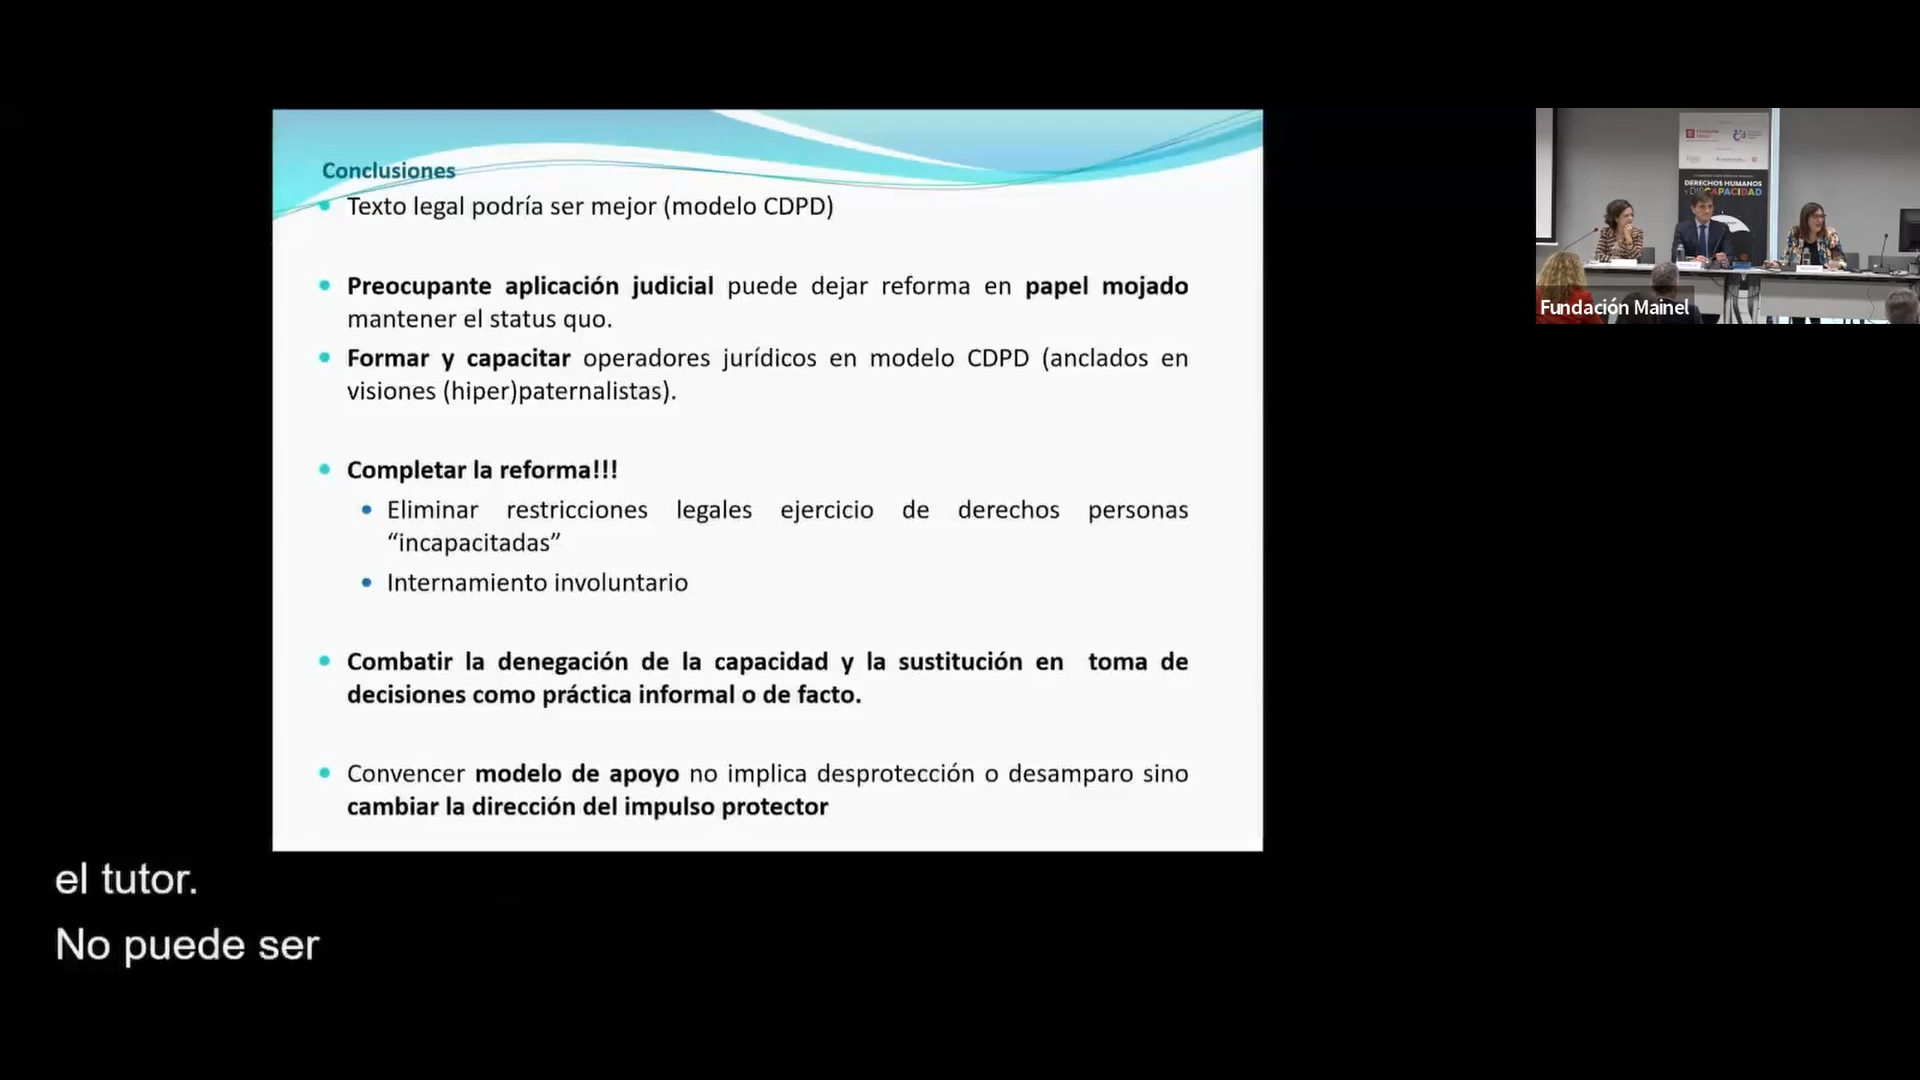 Conclusiones
Texto legal podría ser mejor (modelo CDPD)
Preocupante aplicación judicial puede dejar reforma en papel mojado
mantener el status quo.
Formar y capacitar operadores jurídicos en modelo CDPD (anclados en
visiones (hiper)paternalistas).
Completar la reforma!!!
Eliminar restricciones legales ejercicio de derechos personas
“incapacitadas”
Internamiento involuntario
Combatir la denegación de la capacidad y la sustitución en toma de
decisiones como práctica informal o de facto.
Convencer modelo de apoyo no implica desprotección o desamparo sino
cambiar la dirección del impulso protector
DERECHOS HUMANOS
y DISCAPACIDAD
Fundación Mainel
el tutor.
No puede ser